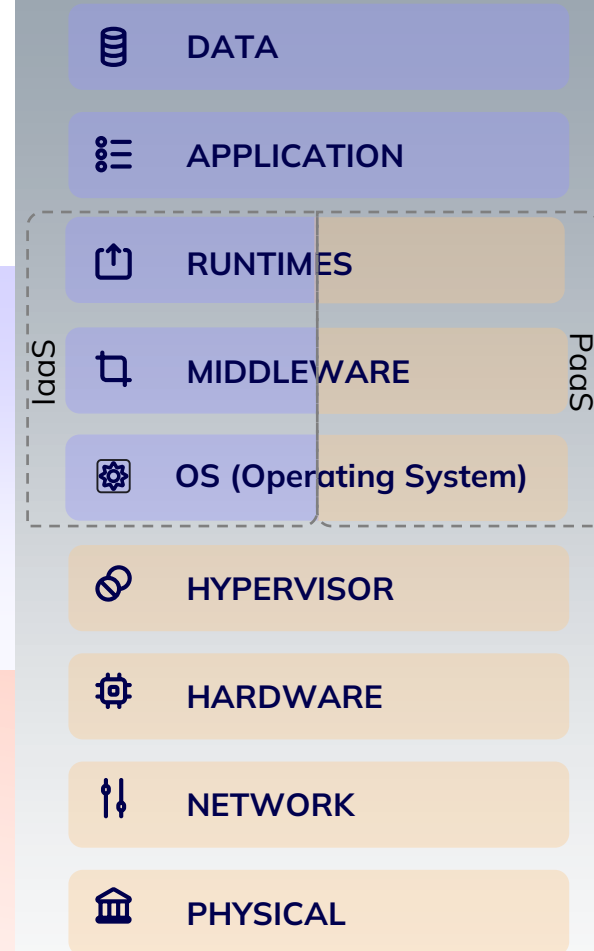 DATA
APPLICATION
RUNTIMES
IaaS
MIDDLEWARE
PaaS
OS (Operating System)
HYPERVISOR
HARDWARE
NETWORK
PHYSICAL